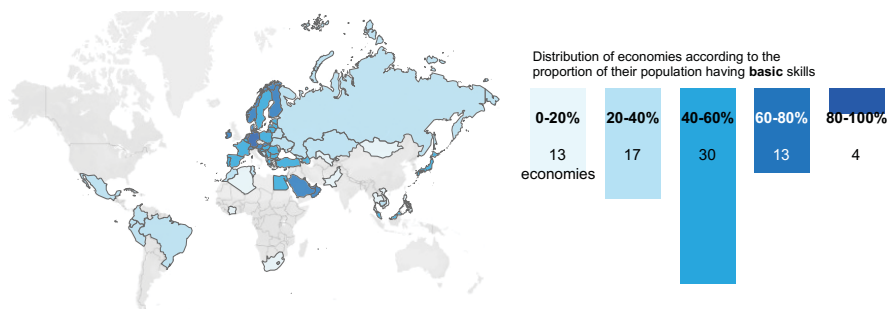 Distribution of economies according to the
proportion of their population having basic skills
0-20% 20-40% 40-60% 60-80% 80-100%
13 17 30 13 4
economies